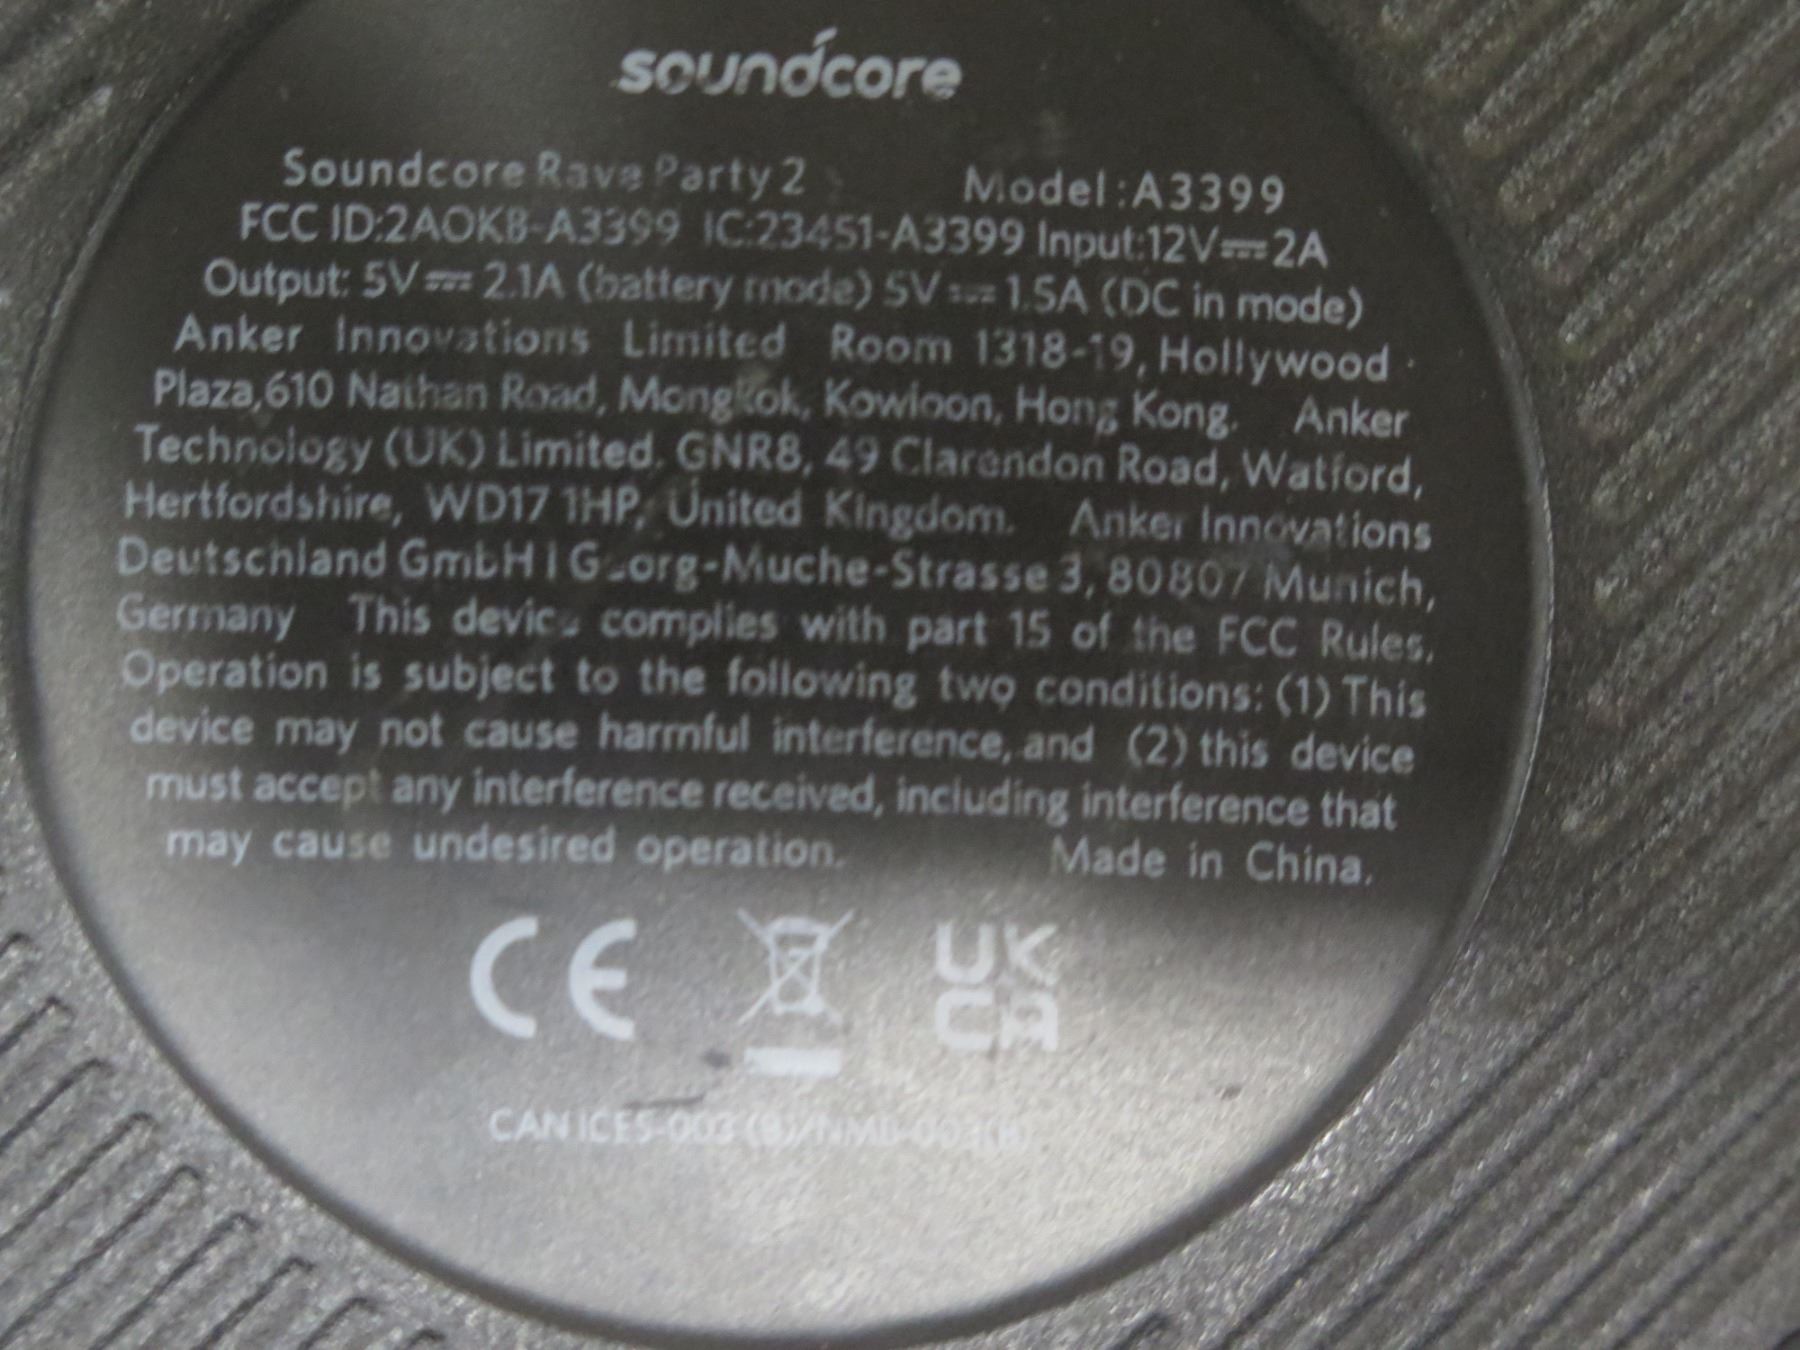 soundcore
Soundcore Rave Party 2 Model:A3399
FCC ID:2AOKB-A3399 IC:23451-A3399 Input:12V⎓2A
Output: 5V⎓2.1A (battery mode) 5V⎓1.5A (DC in mode)
Anker Innovations Limited Room 1318-19, Hollywood
Plaza,610 Nathan Road, Mongkok, Kowloon, Hong Kong. Anker
Technology (UK) Limited. GNR8, 49 Clarendon Road, Watford,
Hertfordshire, WD17 1HP, United Kingdom. Anker Innovations
Deutschland GmbH I Georg-Muche-Strasse 3, 80807 Munich,
Germany This device complies with part 15 of the FCC Rules.
Operation is subject to the following two conditions: (1) This
device may not cause harmful interference, and (2) this device
must accept any interference received, including interference that
may cause undesired operation. Made in China.
CE UK CA
CAN ICES-003(B)/NMB-003(B)